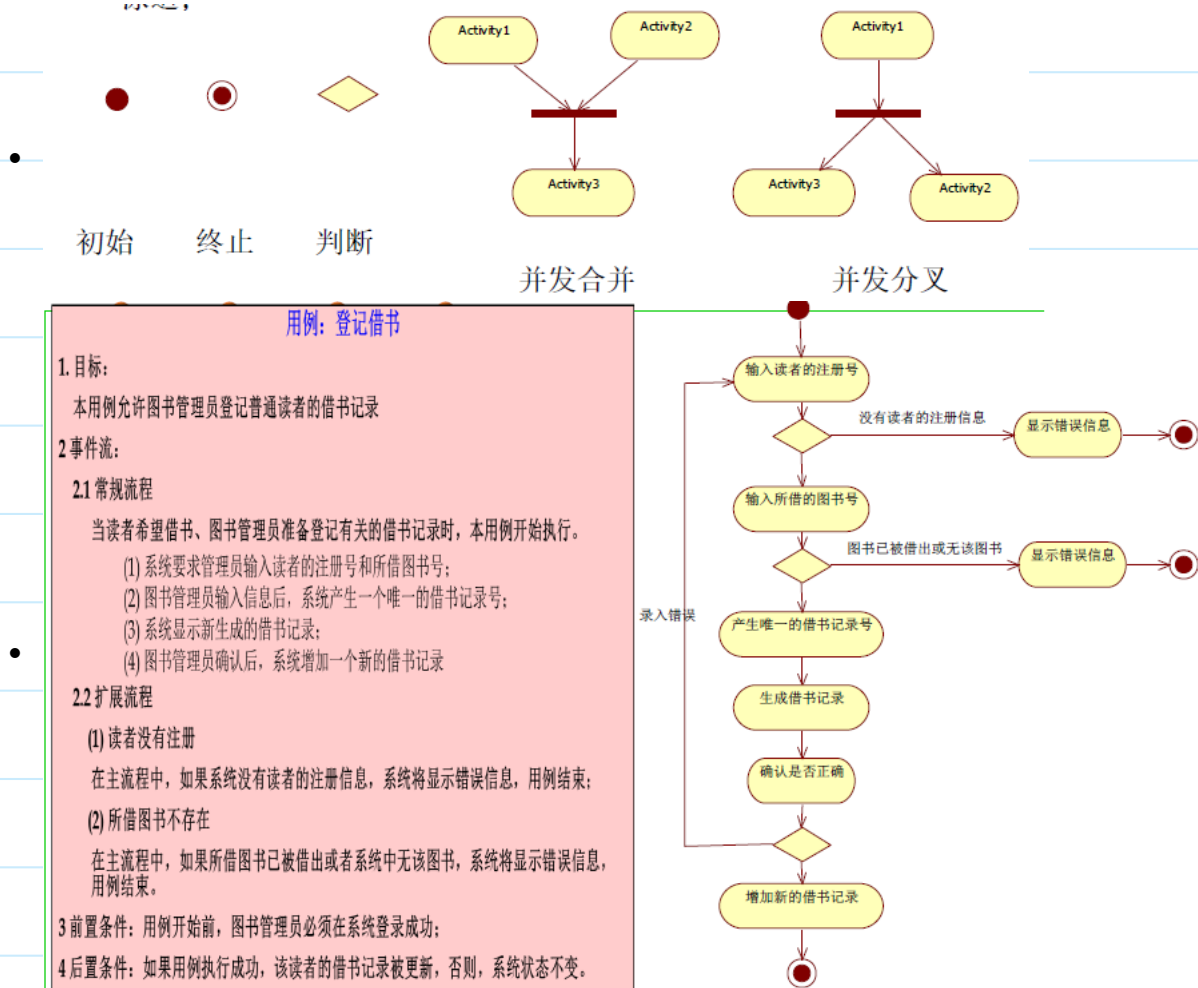 Activity1
Activity2
Activity1
Activity3
Activity3
Activity2
初始 终止 判断
并发合并 并发分叉
用例：登记借书
1. 目标：
本用例允许图书管理员登记普通读者的借书记录
2 事件流：
2.1 常规流程
当读者希望借书、图书管理员准备登记有关的借书记录时，本用例开始执行。
(1) 系统要求管理员输入读者的注册号和所借图书号；
(2) 图书管理员输入信息后，系统产生一个唯一的借书记录号；
(3) 系统显示新生成的借书记录；
(4) 图书管理员确认后，系统增加一个新的借书记录
2.2 扩展流程
(1) 读者没有注册
在主流程中，如果系统没有读者的注册信息，系统将显示错误信息，用例结束；
(2) 所借图书不存在
在主流程中，如果所借图书已被借出或者系统中无该图书，系统将显示错误信息，
用例结束。
3 前置条件：用例开始前，图书管理员必须在系统登录成功；
4 后置条件：如果用例执行成功，该读者的借书记录被更新，否则，系统状态不变。
输入读者的注册号
没有读者的注册信息
显示错误信息
输入所借的图书号
图书已被借出或无该图书
显示错误信息
录入错误
产生唯一的借书记录号
生成借书记录
确认是否正确
增加新的借书记录